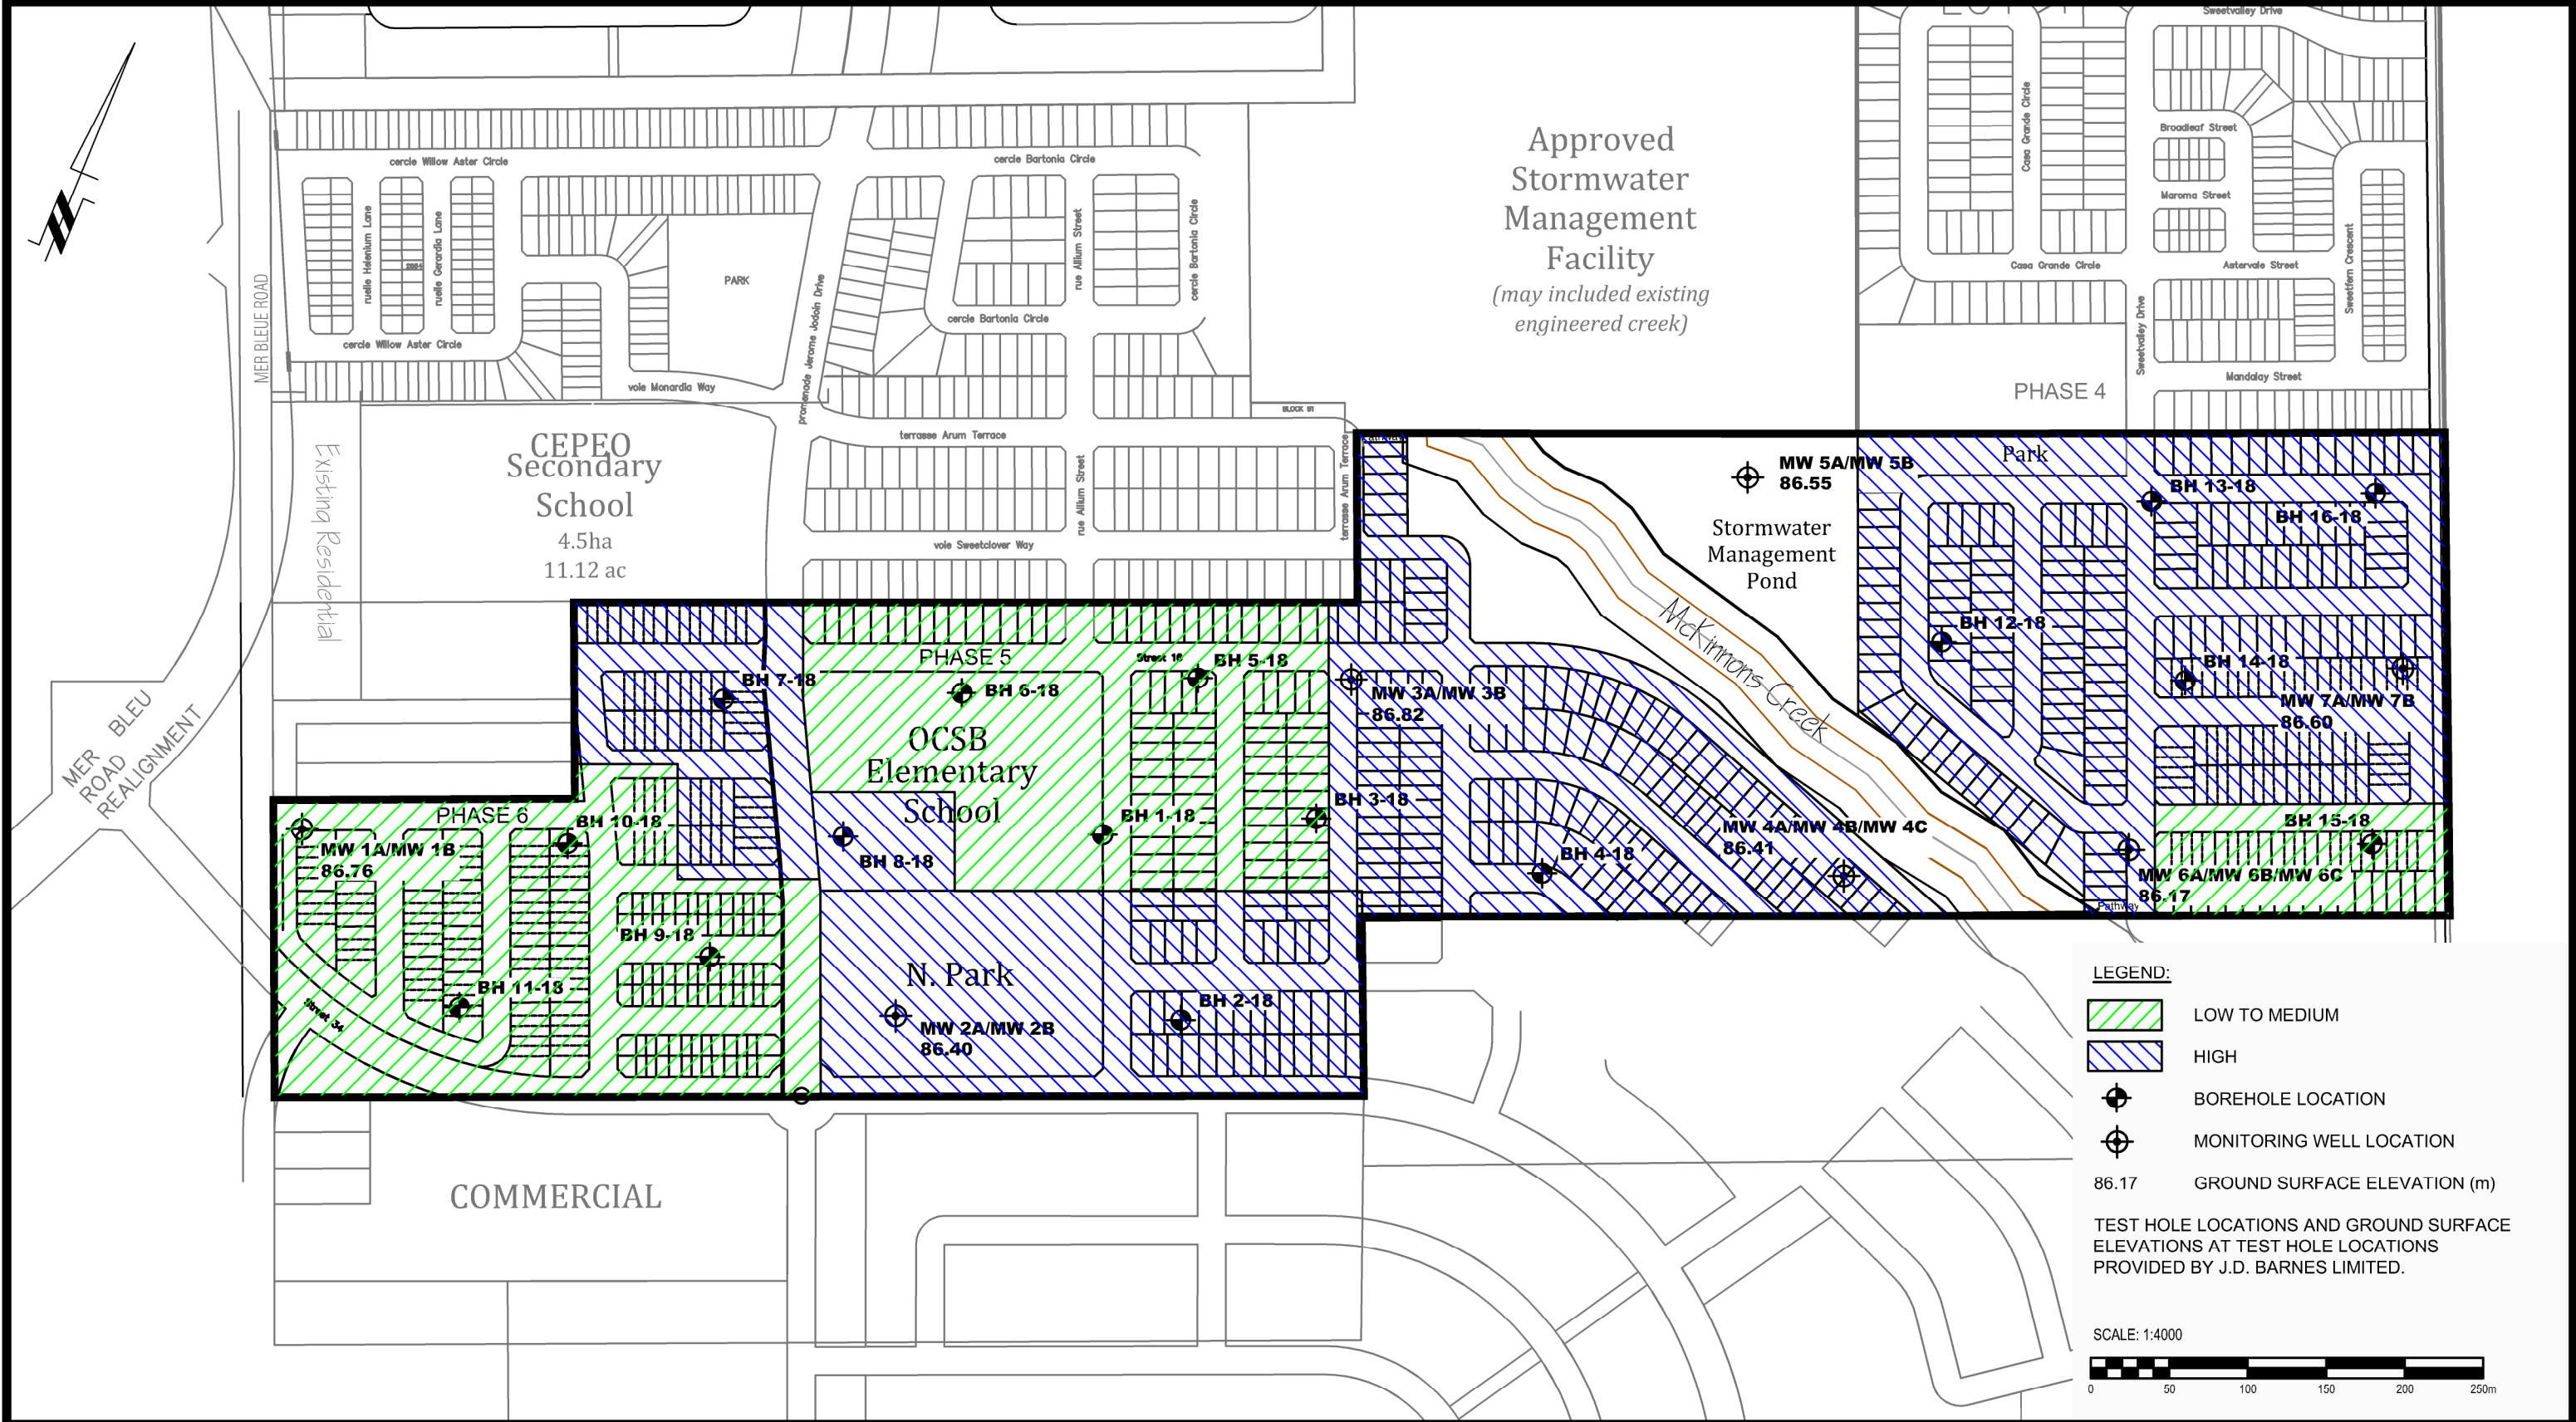 Sweetvalley Drive
Broadleaf Street
Maroma Street
Casa Grande Circle
Casa Grande Circle
Astervale Street
Sweetfern Crescent
Sweetvalley Drive
Mandalay Street
PHASE 4
cercle Willow Aster Circle
cercle Bartonia Circle
ruelle Helenium Lane
ruelle Gerardia Lane
PARK
rue Allium Street
cercle Bartonia Circle
cercle Bartonia Circle
cercle Willow Aster Circle
voie Monardia Way
promenade Jerome Jodoin Drive
MER BLEUE ROAD
Approved
Stormwater
Management
Facility
(may included existing
engineered creek)
BLOCK 91
terrasse Arum Terrace
terrasse Arum Terrace
rue Allium Street
voie Sweetclover Way
CEPEO
Secondary
School
4.5ha
11.12 ac
Existing Residential
MER BLEU
ROAD
REALIGNMENT
Park
MW 5A/MW 5B
86.55
Stormwater
Management
Pond
McKinnons Creek
BH 13-18
BH 16-18
BH 12-18
BH 14-18
MW 7A/MW 7B
86.60
BH 15-18
MW 6A/MW 6B/MW 6C
86.17
Pathway
PHASE 5
Street 16
BH 5-18
BH 7-18
BH 6-18
MW 3A/MW 3B
86.82
OCSB
Elementary
School
BH 3-18
BH 1-18
BH 8-18
BH 4-18
MW 4A/MW 4B/MW 4C
86.41
PHASE 6
BH 10-18
MW 1A/MW 1B
86.76
BH 9-18
BH 11-18
Street 34
N. Park
MW 2A/MW 2B
86.40
BH 2-18
COMMERCIAL
LEGEND:
LOW TO MEDIUM
HIGH
BOREHOLE LOCATION
MONITORING WELL LOCATION
86.17 GROUND SURFACE ELEVATION (m)
TEST HOLE LOCATIONS AND GROUND SURFACE
ELEVATIONS AT TEST HOLE LOCATIONS
PROVIDED BY J.D. BARNES LIMITED.
SCALE: 1:4000
0 50 100 150 200 250m